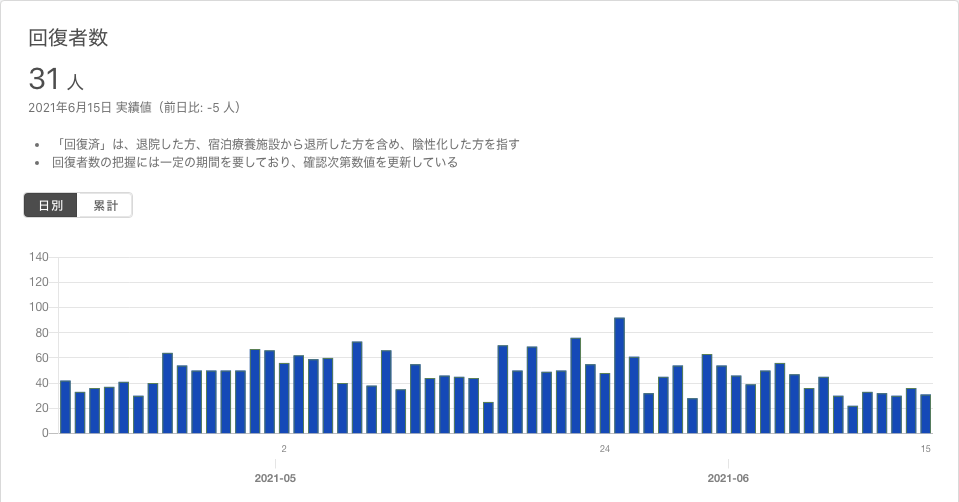 回復者数
31 人
2021年6月15日 実績値（前日比: -5 人）
「回復済」は、退院した方、宿泊療養施設から退所した方を含め、陰性化した方を指す
回復者数の把握には一定の期間を要しており、確認次第数値を更新している
日別 累計
140
120
100
80
60
40
20
0
2 24 15
2021-05 2021-06